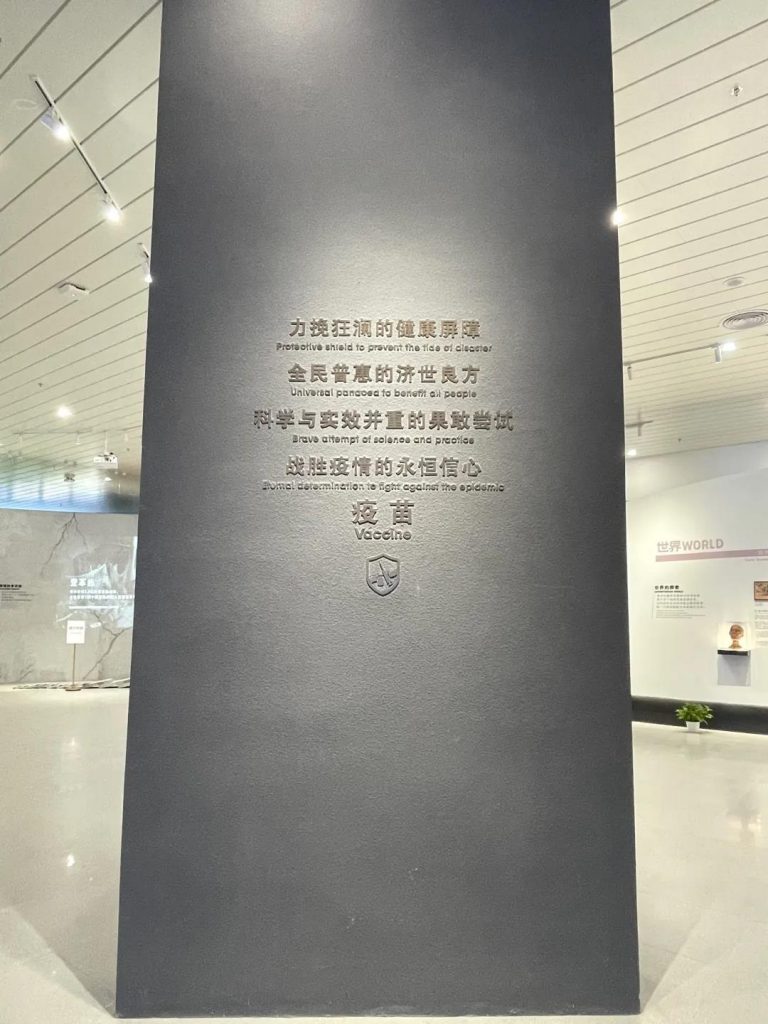 力挽狂澜的健康屏障
Protective shield to prevent the tide of disaster
全民普惠的济世良方
Universal panacea to benefit all people
科学与实效并重的果敢尝试
Brave attempt of science and practice
战胜疫情的永恒信心
Eturnal determination to fight against the epidemic
疫苗
Vaccine
世界WORLD